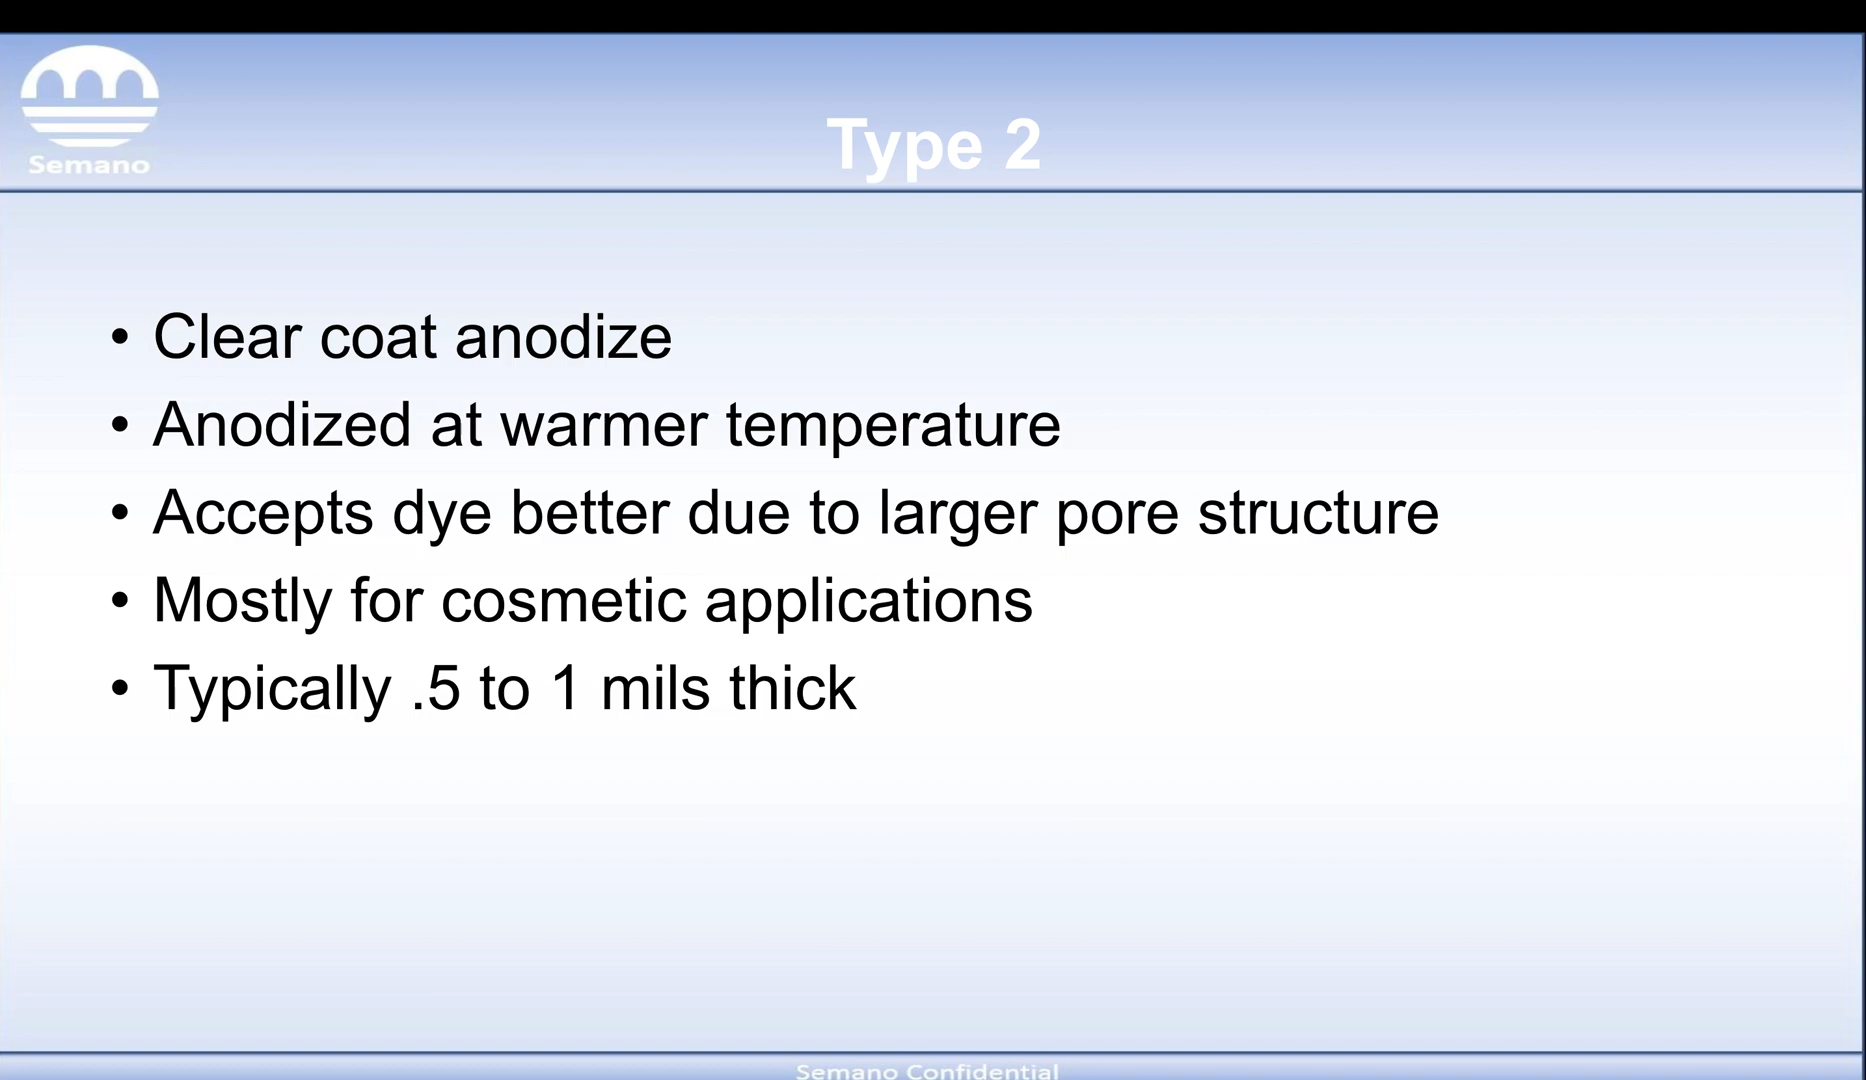 Semano
Type 2
• Clear coat anodize
• Anodized at warmer temperature
• Accepts dye better due to larger pore structure
• Mostly for cosmetic applications
• Typically .5 to 1 mils thick
Semano Confidential